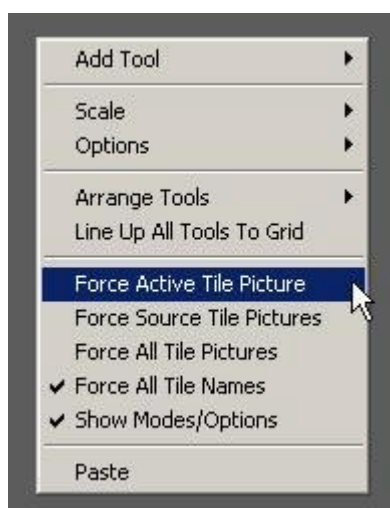 Add Tool
Scale
Options
Arrange Tools
Line Up All Tools To Grid
Force Active Tile Picture
Force Source Tile Pictures
Force All Tile Pictures
Force All Tile Names
Show Modes/Options
Paste